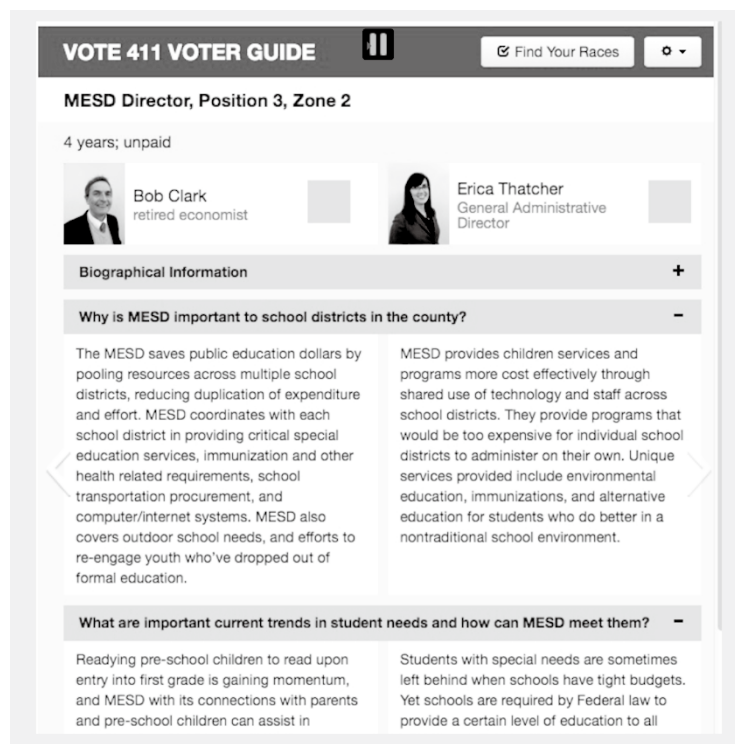 VOTE 411 VOTER GUIDE
Find Your Races
MESD Director, Position 3, Zone 2
4 years; unpaid
Bob Clark
retired economist
Erica Thatcher
General Administrative
Director
Biographical Information +
Why is MESD important to school districts in the county? −
The MESD saves public education dollars by
pooling resources across multiple school
districts, reducing duplication of expenditure
and effort. MESD coordinates with each
school district in providing critical special
education services, immunization and other
health related requirements, school
transportation procurement, and
computer/internet systems. MESD also
covers outdoor school needs, and efforts to
re-engage youth who've dropped out of
formal education.
MESD provides children services and
programs more cost effectively through
shared use of technology and staff across
school districts. They provide programs that
would be too expensive for individual school
districts to administer on their own. Unique
services provided include environmental
education, immunizations, and alternative
education for students who do better in a
nontraditional school environment.
What are important current trends in student needs and how can MESD meet them? −
Readying pre-school children to read upon
entry into first grade is gaining momentum,
and MESD with its connections with parents
and pre-school children can assist in
Students with special needs are sometimes
left behind when schools have tight budgets.
Yet schools are required by Federal law to
provide a certain level of education to all